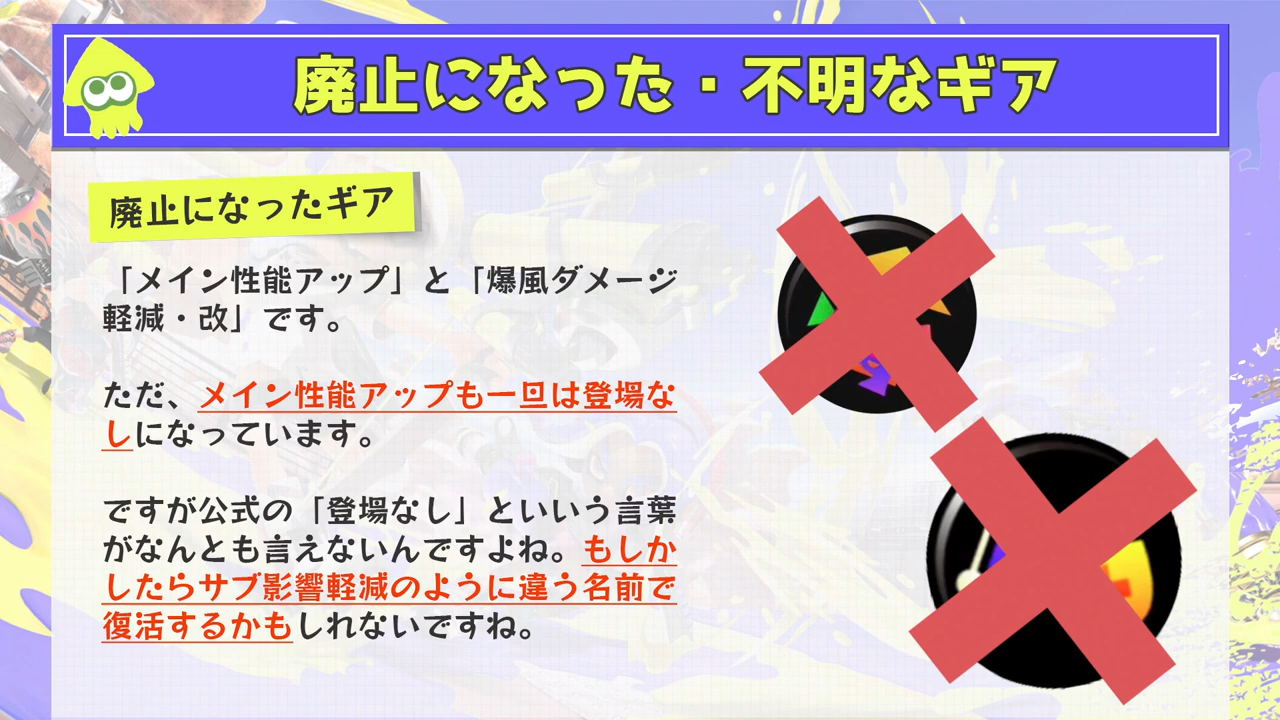 廃止になった・不明なギア
廃止になったギア
「メイン性能アップ」と「爆風ダメージ
軽減・改」です。
ただ、メイン性能アップも一旦は登場な
しになっています。
ですが公式の「登場なし」といいう言葉
がなんとも言えないんですよね。もしか
したらサブ影響軽減のように違う名前で
復活するかもしれないですね。